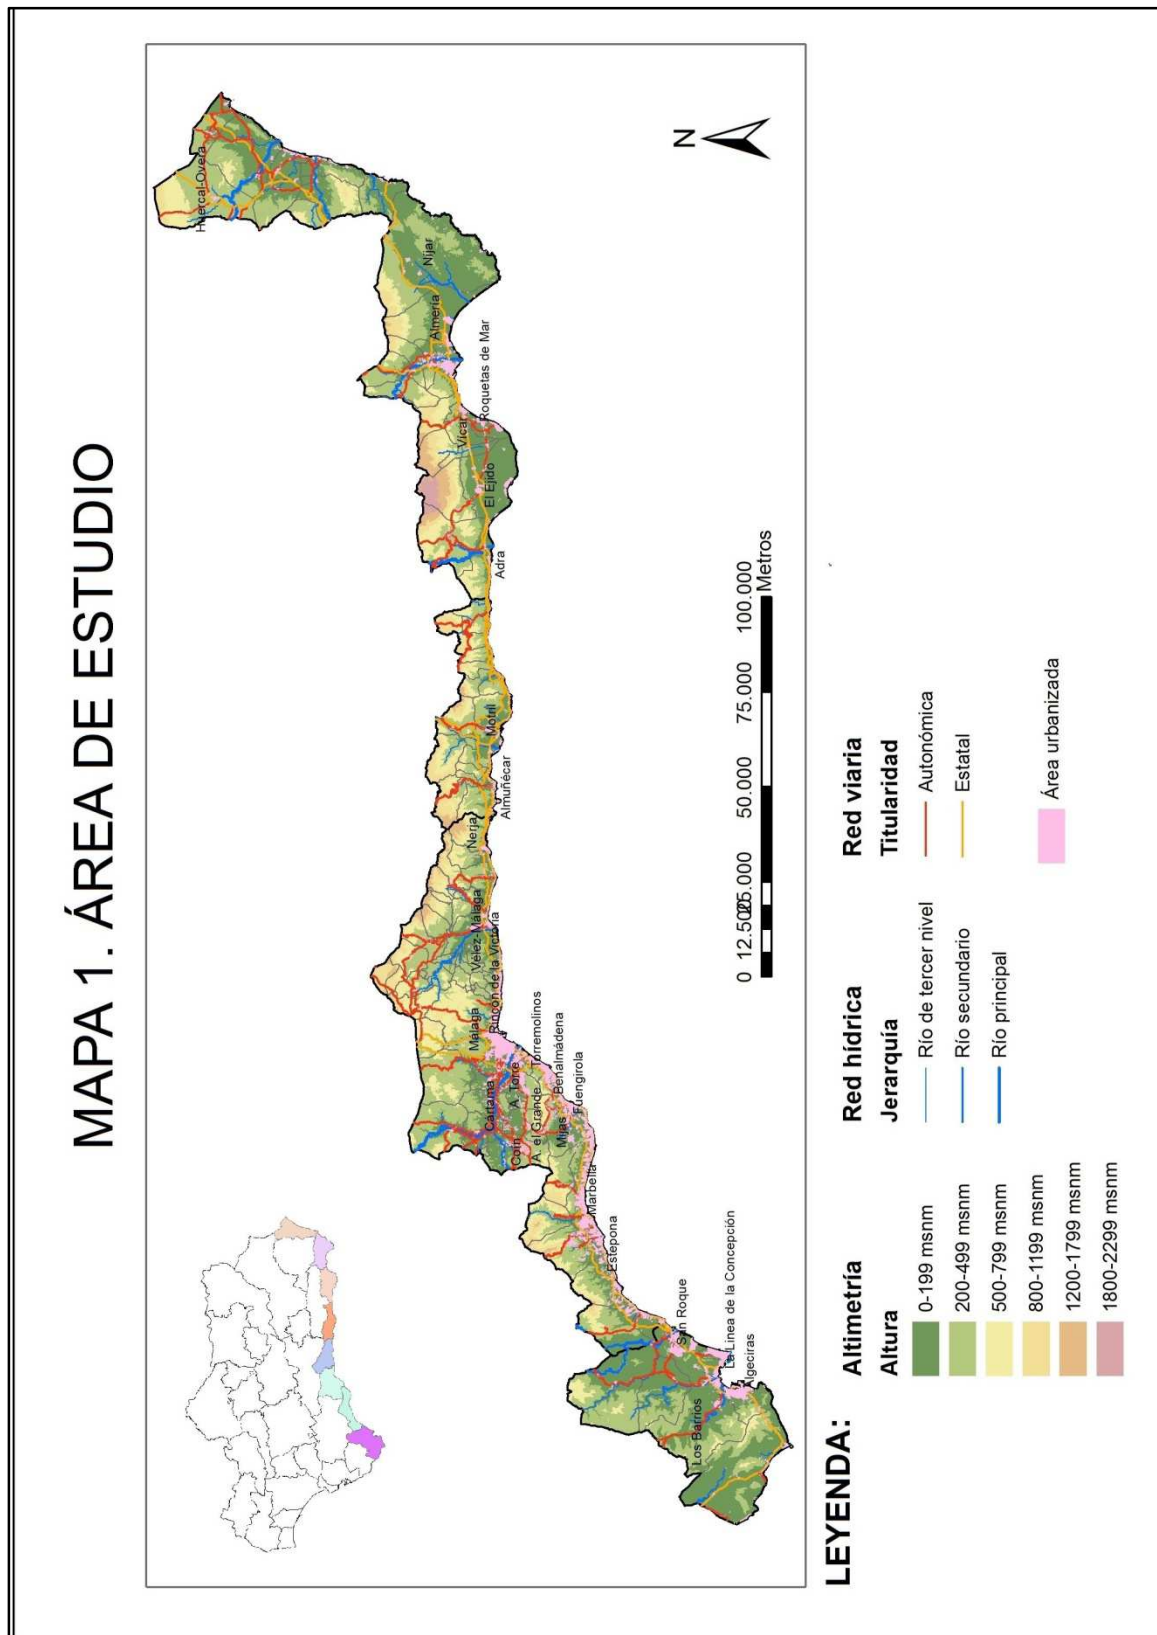 MAPA 1. ÁREA DE ESTUDIO
N
Huercal-Overa
Níjar
Almería
Roquetas de Mar
Vícar
El Ejido
Adra
Motril
Almuñécar
Nerja
Vélez-Málaga
Rincón de la Victoria
Málaga
Torremolinos
A. Torre
Cártama
Benalmádena
A. el Grande
Coín
Fuengirola
Mijas
Marbella
Estepona
San Roque
La Línea de la Concepción
Algeciras
Los Barrios
0 12.500 25.000 50.000 75.000 100.000
Metros
LEYENDA:
Altimetría
Altura
0-199 msnm
200-499 msnm
500-799 msnm
800-1199 msnm
1200-1799 msnm
1800-2299 msnm
Red hídrica
Jerarquía
Río de tercer nivel
Río secundario
Río principal
Red viaria
Titularidad
Autonómica
Estatal
Área urbanizada